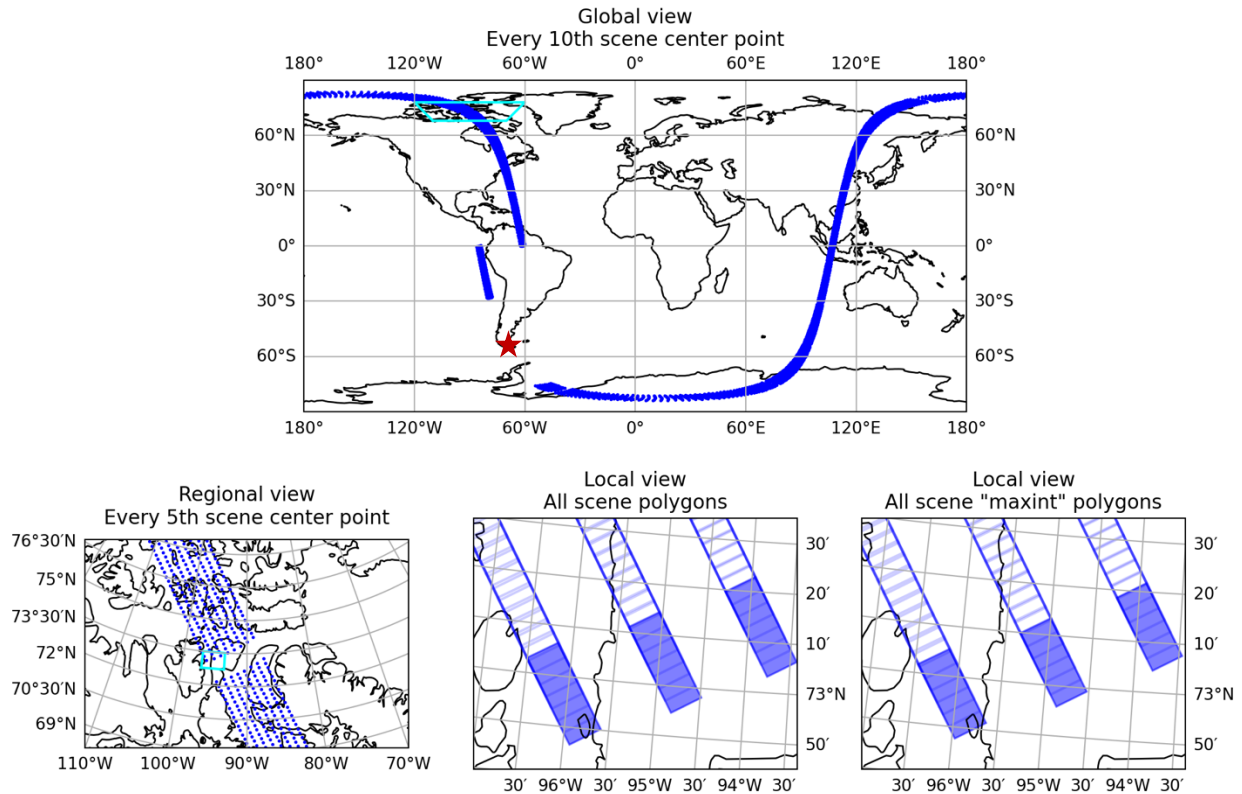 Global view
Every 10th scene center point
180° 120°W 60°W 0° 60°E 120°E 180°
60°N 60°N
30°N 30°N
0° 0°
30°S 30°S
60°S 60°S
180° 120°W 60°W 0° 60°E 120°E 180°
Regional view
Every 5th scene center point
76°30′N
75°N
73°30′N
72°N
70°30′N
69°N
110°W 100°W 90°W 80°W 70°W
Local view
All scene polygons
30′
20′
10′
73°N
50′
30′ 96°W 30′ 95°W 30′ 94°W 30′
Local view
All scene "maxint" polygons
30′
20′
10′
73°N
50′
30′ 96°W 30′ 95°W 30′ 94°W 30′